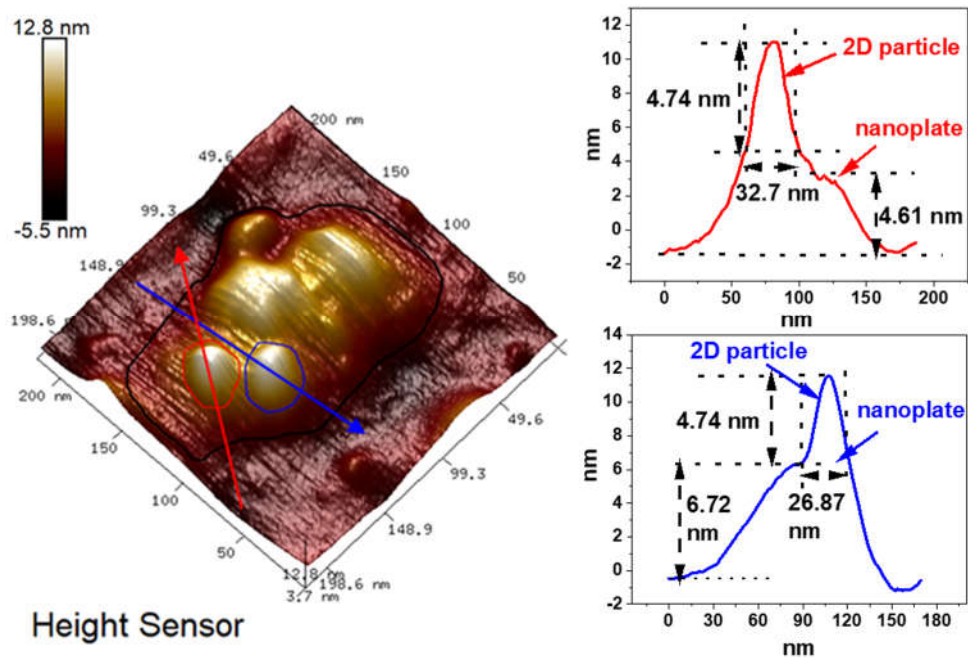 12.8 nm
-5.5 nm
200 nm
49.6
150
99.3
100
148.9
50
198.6 nm
200 nm
150
100
50
49.6
99.3
148.9
198.6 nm
12.8 nm
3.7 nm
Height Sensor
12
10
8
6
4
2
0
-2
nm
2D particle
nanoplate
4.74 nm
32.7 nm
4.61 nm
0
50
100
150
200
nm
14
12
10
8
6
4
2
0
-2
nm
2D particle
nanoplate
4.74 nm
6.72
nm
26.87
nm
0
30
60
90
120
150
180
nm